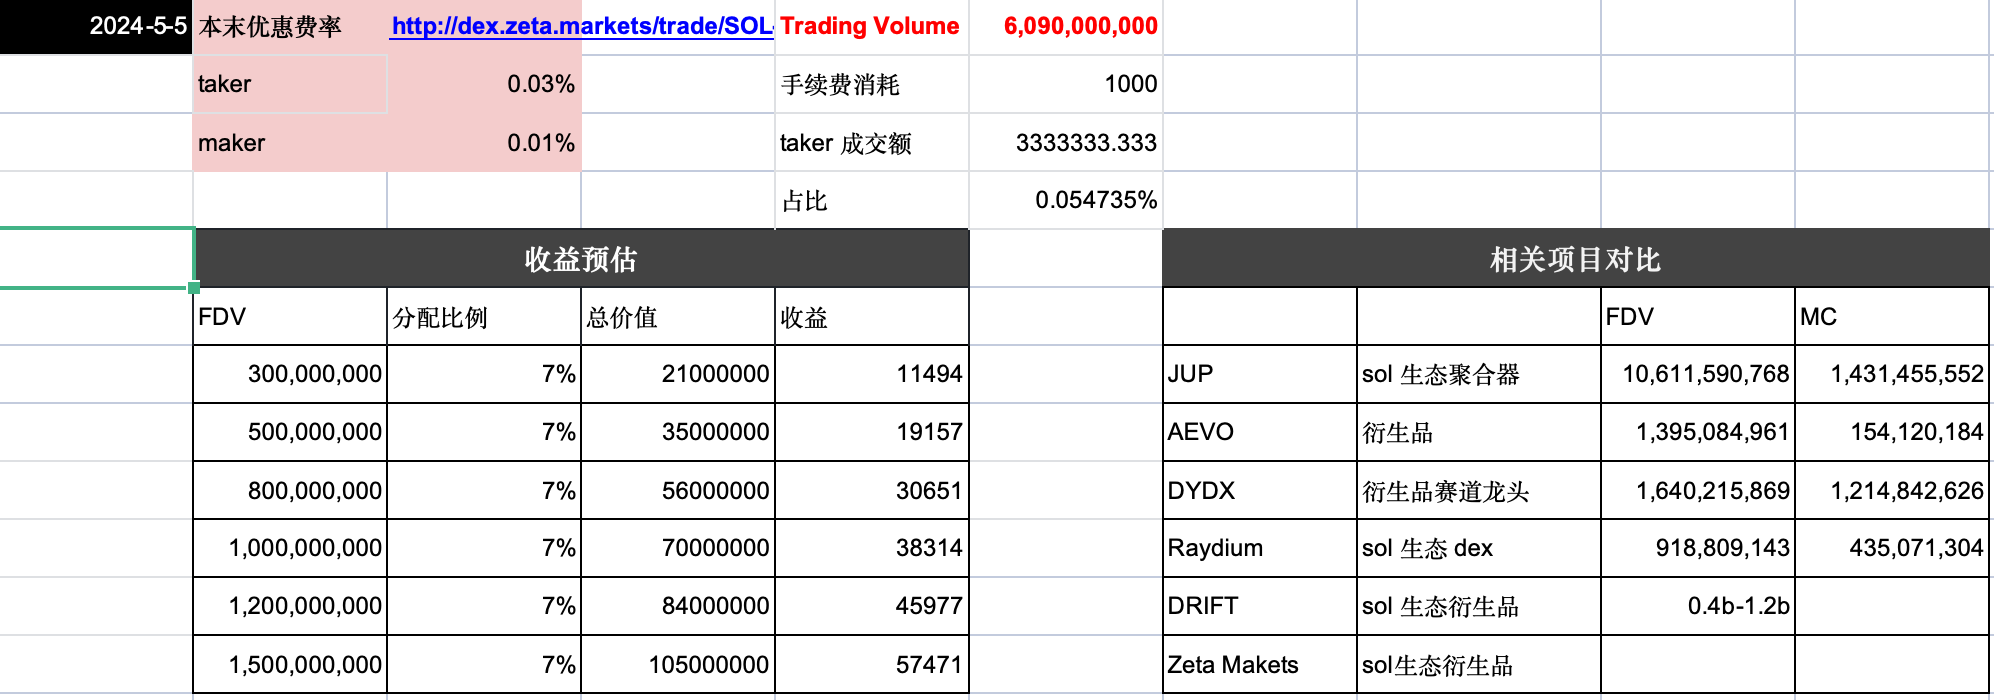 2024-5-5 本末优惠费率 http://dex.zeta.markets/trade/SOL- Trading Volume 6,090,000,000
taker 0.03% 手续费消耗 1000
maker 0.01% taker 成交额 3333333.333
占比 0.054735%
收益预估 相关项目对比
FDV 分配比例 总价值 收益 FDV MC
300,000,000 7% 21000000 11494 JUP sol 生态聚合器 10,611,590,768 1,431,455,552
500,000,000 7% 35000000 19157 AEVO 衍生品 1,395,084,961 154,120,184
800,000,000 7% 56000000 30651 DYDX 衍生品赛道龙头 1,640,215,869 1,214,842,626
1,000,000,000 7% 70000000 38314 Raydium sol 生态 dex 918,809,143 435,071,304
1,200,000,000 7% 84000000 45977 DRIFT sol 生态衍生品 0.4b-1.2b
1,500,000,000 7% 105000000 57471 Zeta Makets sol生态衍生品